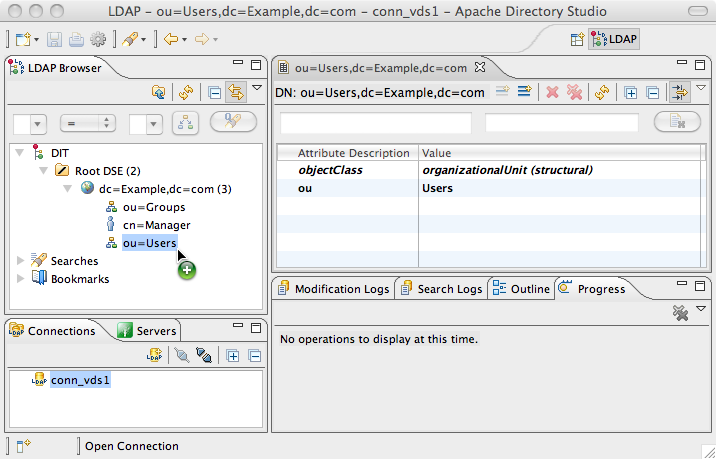 LDAP – ou=Users,dc=Example,dc=com – conn_vds1 – Apache Directory Studio
LDAP
LDAP Browser
=
DIT
Root DSE (2)
dc=Example,dc=com (3)
ou=Groups
cn=Manager
ou=Users
Searches
Bookmarks
ou=Users,dc=Example,dc=com
DN: ou=Users,dc=Example,dc=com
Attribute Description Value
objectClass organizationalUnit (structural)
ou Users
Connections Servers
conn_vds1
Modification Logs Search Logs Outline Progress
No operations to display at this time.
Open Connection